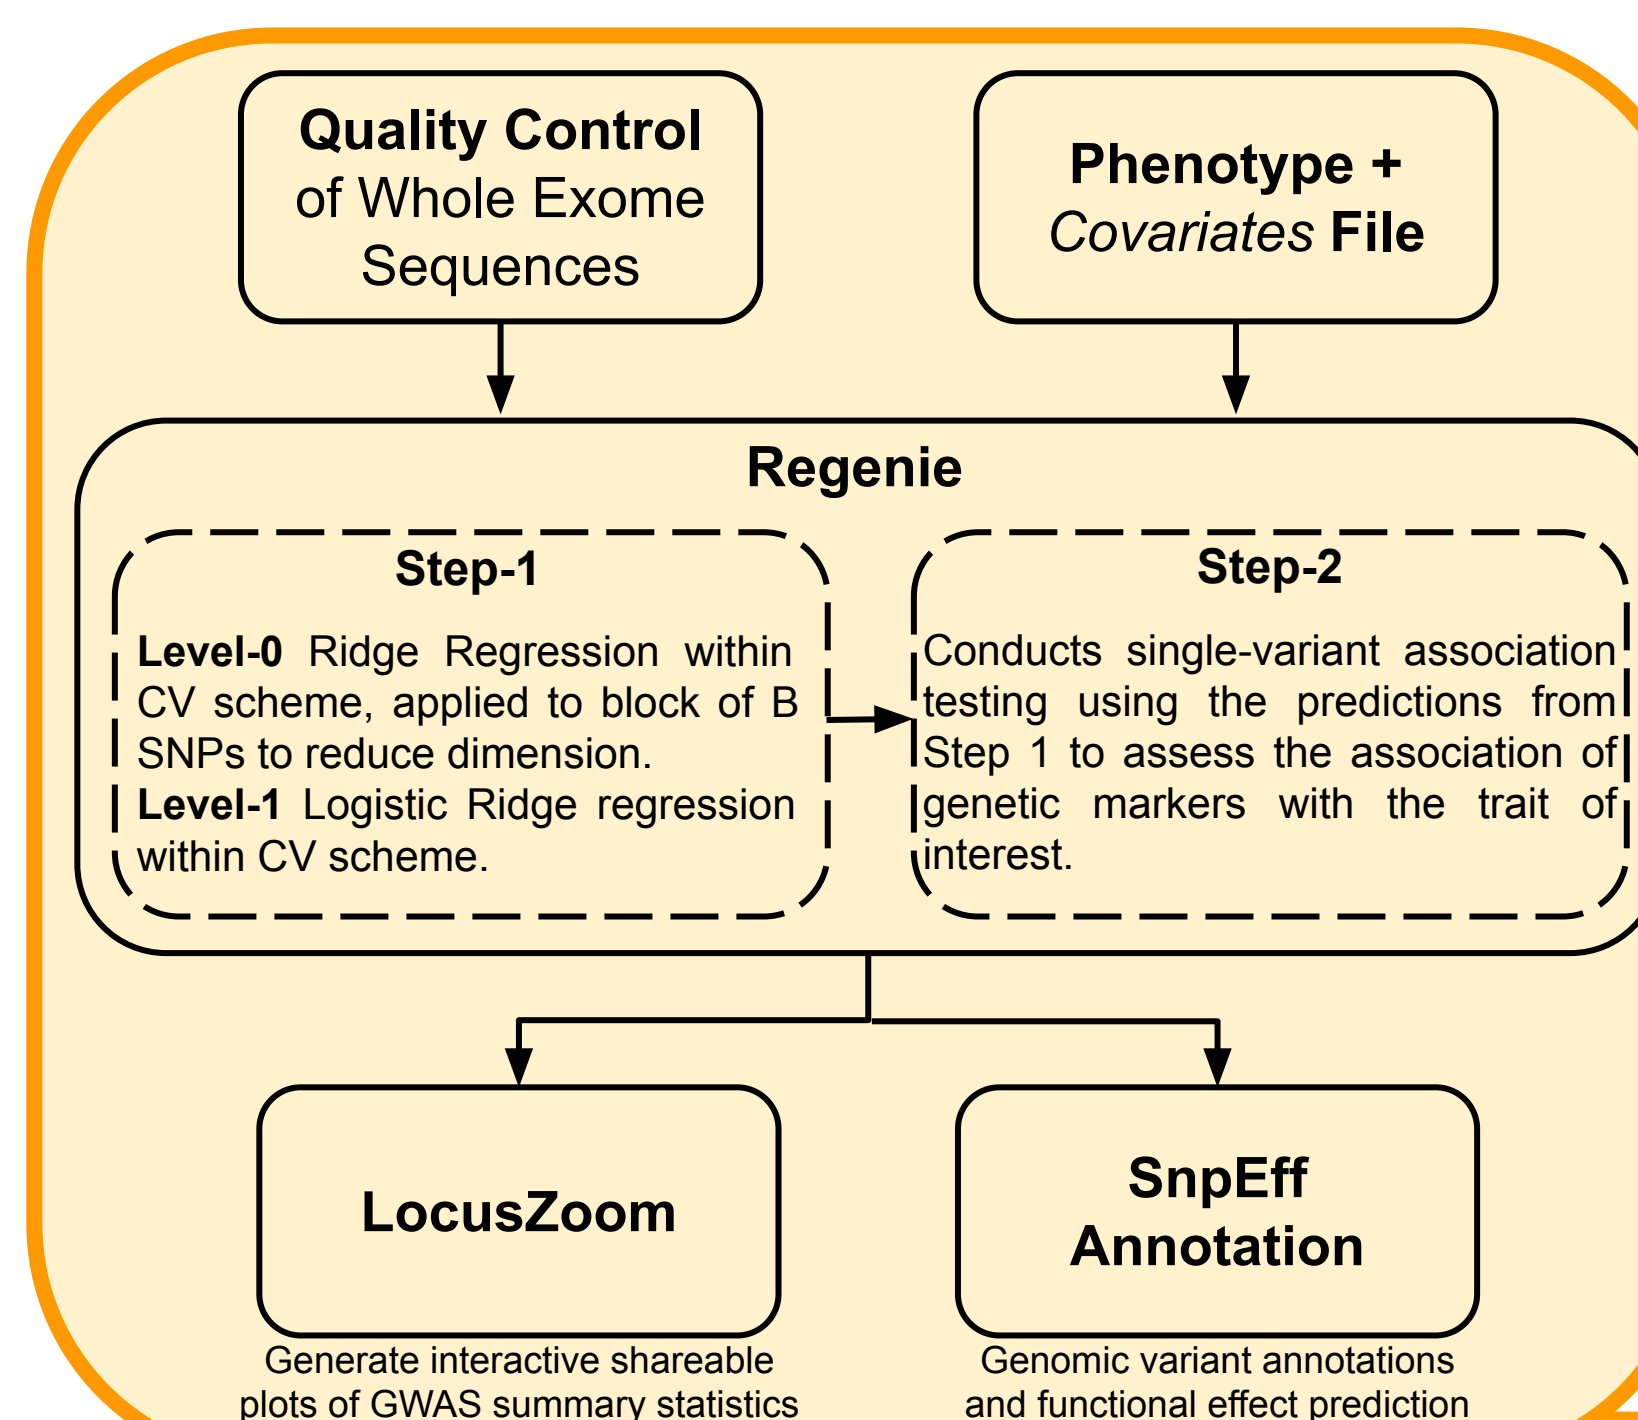 Quality Control
of Whole Exome
Sequences
Phenotype +
Covariates File
Regenie
Step-1
Level-0 Ridge Regression within
CV scheme, applied to block of B
SNPs to reduce dimension.
Level-1 Logistic Ridge regression
within CV scheme.
Step-2
Conducts single-variant association
testing using the predictions from
Step 1 to assess the association of
genetic markers with the trait of
interest.
LocusZoom
Generate interactive shareable
plots of GWAS summary statistics
SnpEff
Annotation
Genomic variant annotations
and functional effect prediction